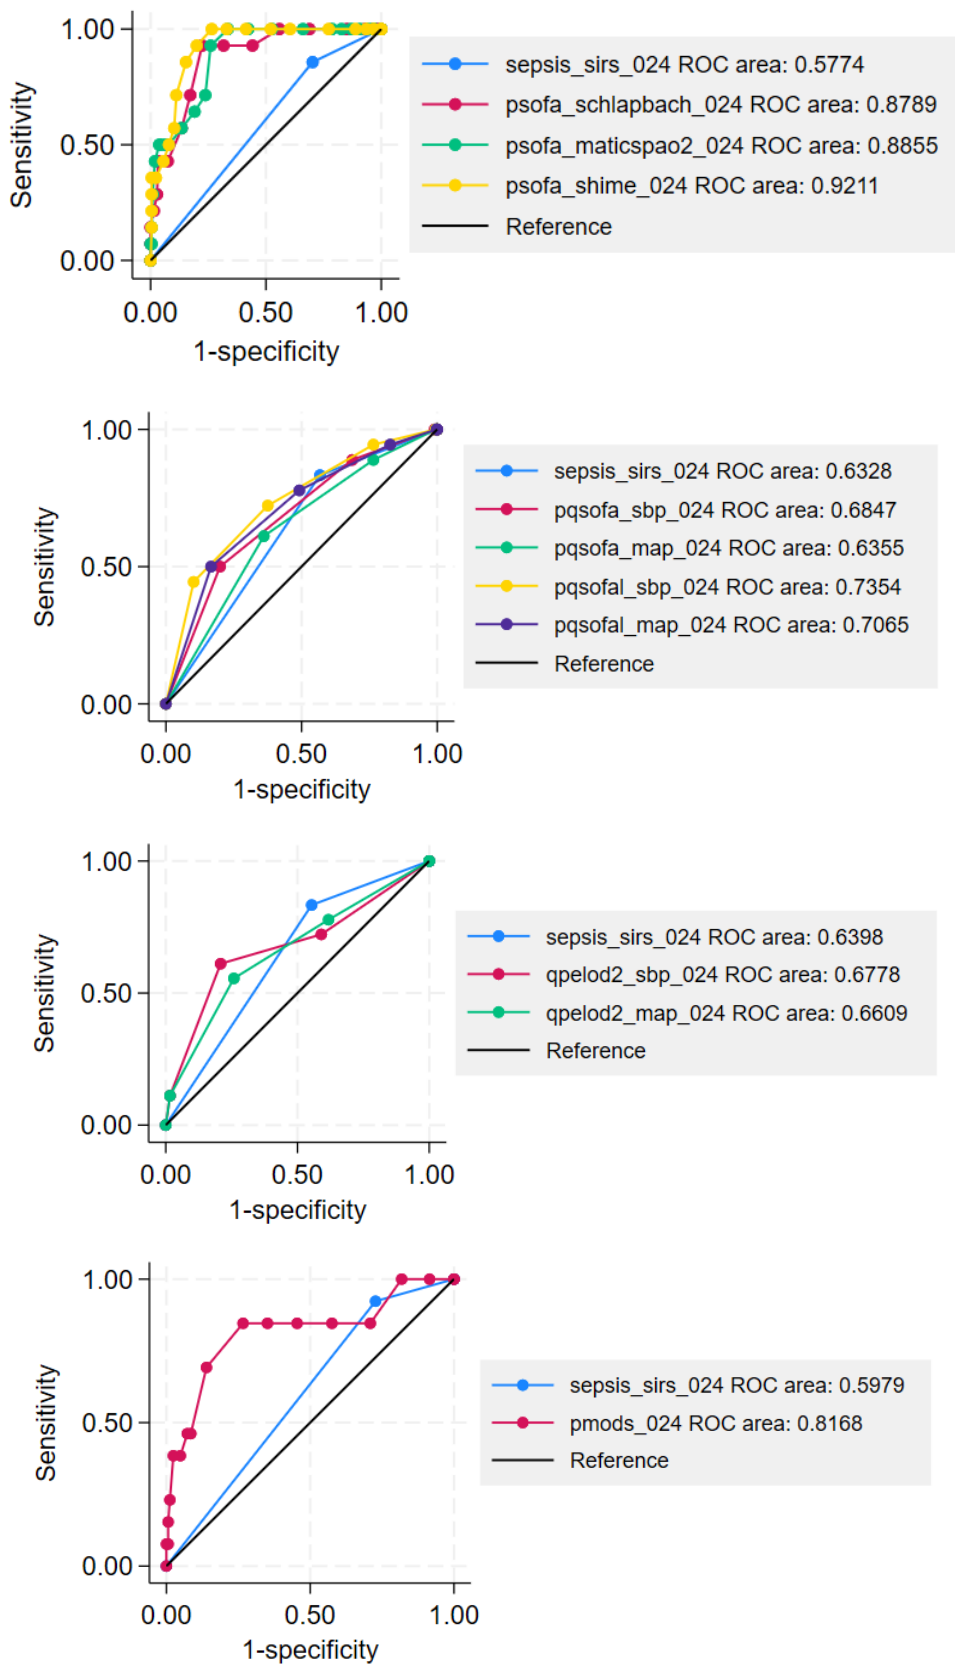 1.00
0.50
0.00
Sensitivity
0.00 0.50 1.00
1-specificity
sepsis_sirs_024 ROC area: 0.5774
psofa_schlapbach_024 ROC area: 0.8789
psofa_maticspao2_024 ROC area: 0.8855
psofa_shime_024 ROC area: 0.9211
Reference
1.00
0.50
0.00
Sensitivity
0.00 0.50 1.00
1-specificity
sepsis_sirs_024 ROC area: 0.6328
pqsofa_sbp_024 ROC area: 0.6847
pqsofa_map_024 ROC area: 0.6355
pqsofal_sbp_024 ROC area: 0.7354
pqsofal_map_024 ROC area: 0.7065
Reference
1.00
0.50
0.00
Sensitivity
0.00 0.50 1.00
1-specificity
sepsis_sirs_024 ROC area: 0.6398
qpelod2_sbp_024 ROC area: 0.6778
qpelod2_map_024 ROC area: 0.6609
Reference
1.00
0.50
0.00
Sensitivity
0.00 0.50 1.00
1-specificity
sepsis_sirs_024 ROC area: 0.5979
pmods_024 ROC area: 0.8168
Reference